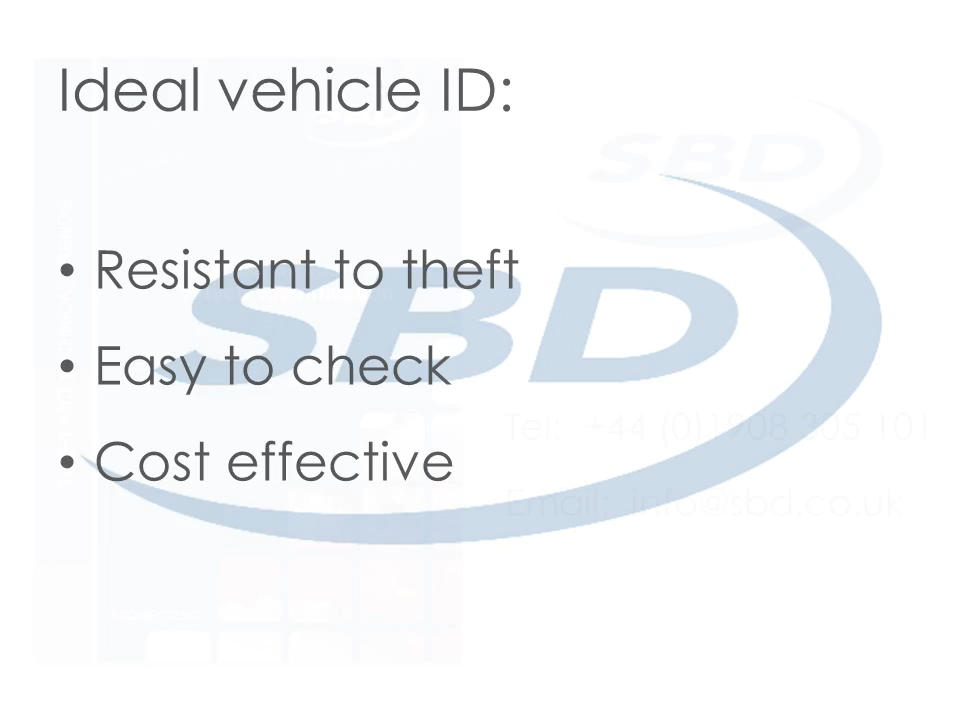 Ideal vehicle ID:
SBD
• Resistant to theft
SBD
• Easy to check
Tel: +44 (0)1908 305 101
• Cost effective
Email: info@sbd.co.uk